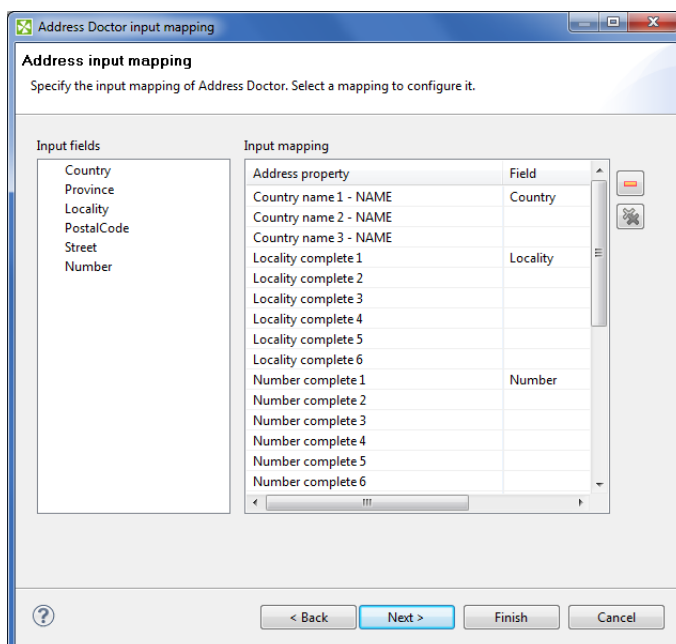 Address Doctor input mapping
Address input mapping
Specify the input mapping of Address Doctor. Select a mapping to configure it.
Input fields
Country
Province
Locality
PostalCode
Street
Number
Input mapping
Address property Field
Country name 1 - NAME Country
Country name 2 - NAME
Country name 3 - NAME
Locality complete 1 Locality
Locality complete 2
Locality complete 3
Locality complete 4
Locality complete 5
Locality complete 6
Number complete 1 Number
Number complete 2
Number complete 3
Number complete 4
Number complete 5
Number complete 6
? < Back Next > Finish Cancel